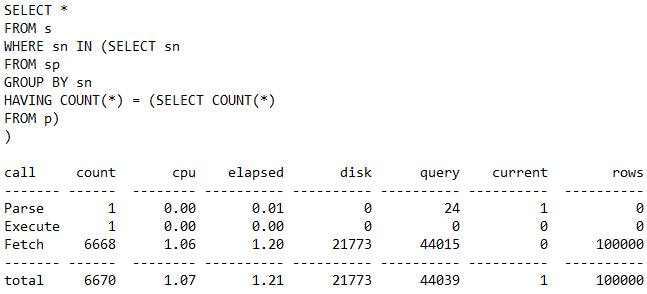 SELECT *
FROM s
WHERE sn IN (SELECT sn
FROM sp
GROUP BY sn
HAVING COUNT(*) = (SELECT COUNT(*)
FROM p)
)
call     count       cpu    elapsed       disk      query    current        rows
------- ------  -------- ---------- ---------- ---------- ----------  ----------
Parse        1      0.00       0.01          0         24          1           0
Execute      1      0.00       0.00          0          0          0           0
Fetch     6668      1.06       1.20      21773      44015          0      100000
------- ------  -------- ---------- ---------- ---------- ----------  ----------
total     6670      1.07       1.21      21773      44039          1      100000